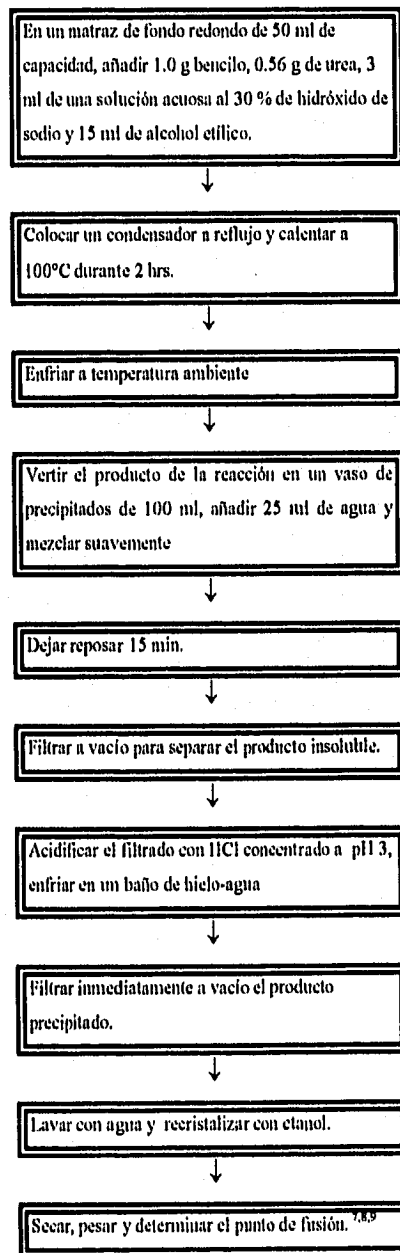 En un matraz de fondo redondo de 50 ml de
capacidad, añadir 1.0 g bencilo, 0.56 g de urea, 3
ml de una solución acuosa al 30 % de hidróxido de
sodio y 15 ml de alcohol etílico.
↓
Colocar un condensador a reflujo y calentar a
100°C durante 2 hrs.
↓
Enfriar a temperatura ambiente
↓
Vertir el producto de la reacción en un vaso de
precipitados de 100 ml, añadir 25 ml de agua y
mezclar suavemente
↓
Dejar reposar 15 min.
↓
Filtrar a vacío para separar el producto insoluble.
↓
Acidificar el filtrado con HCl concentrado a pH 3,
enfriar en un baño de hielo-agua
↓
Filtrar inmediatamente a vacío el producto
precipitado.
↓
Lavar con agua y recristalizar con etanol.
↓
Secar, pesar y determinar el punto de fusión. 7,8,9